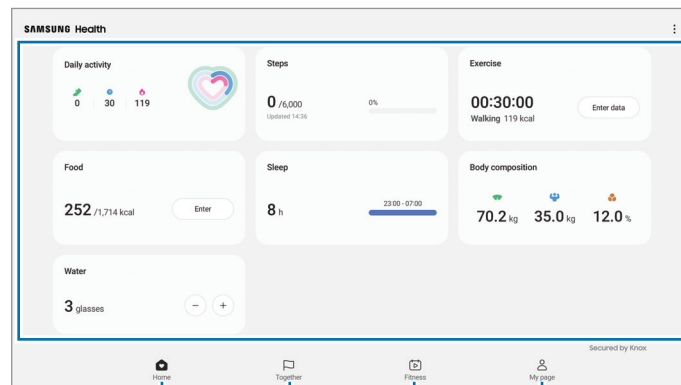 SAMSUNG Health
Daily activity
0 30 119
Steps
0 /6,000
Updated 14:36
0%
Exercise
00:30:00
Walking 119 kcal
Enter data
Food
252 /1,714 kcal
Enter
Sleep
8 h
23:00 - 07:00
Body composition
70.2 kg 35.0 kg 12.0 %
Water
3 glasses
Secured by Knox
Home Together Fitness My page